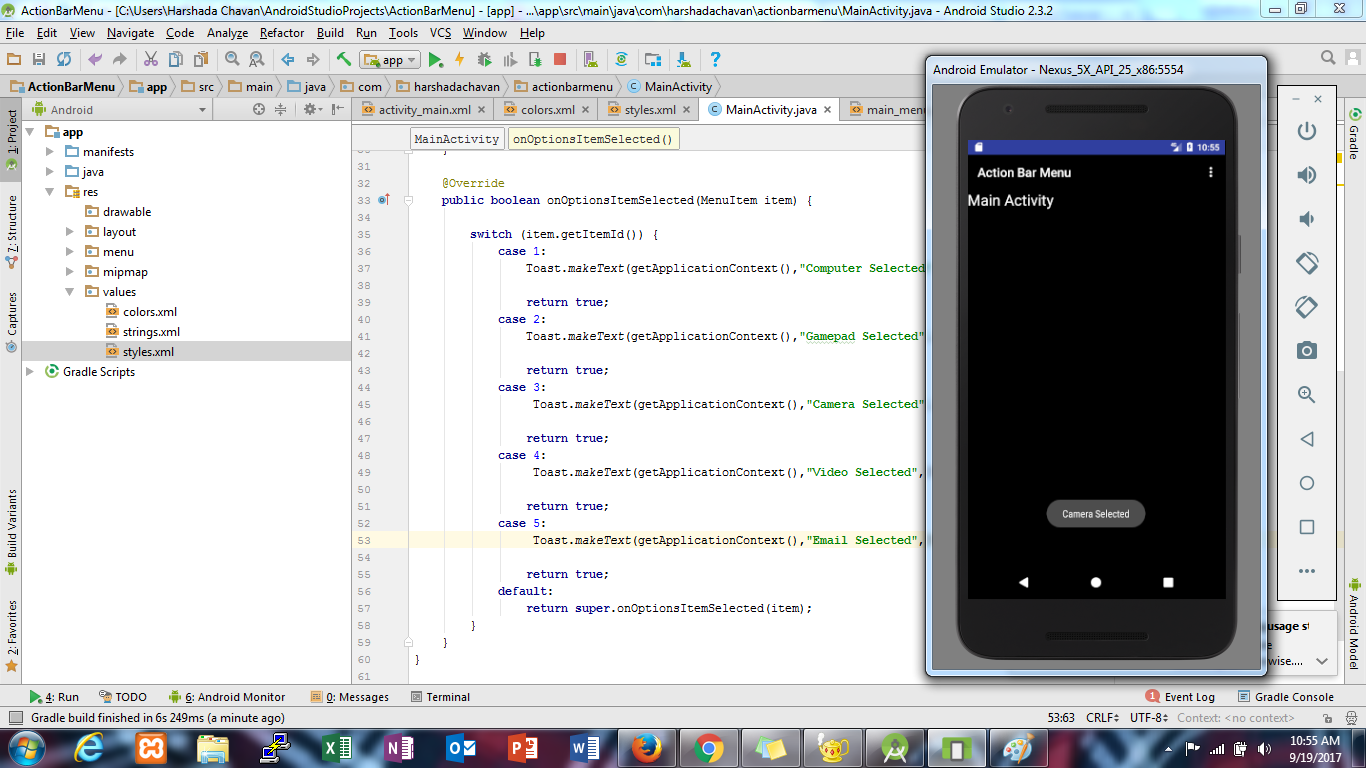 ActionBarMenu - [C:\Users\Harshada Chavan\AndroidStudioProjects\ActionBarMenu] - [app] - ...\app\src\main\java\com\harshadachavan\actionbarmenu\MainActivity.java - Android Studio 2.3.2
File Edit View Navigate Code Analyze Refactor Build Run Tools VCS Window Help
app
ActionBarMenu app src main java com harshadachavan actionbarmenu MainActivity
Android
activity_main.xml colors.xml styles.xml MainActivity.java main_menu
MainActivity onOptionsItemSelected()
1: Project
7: Structure
Captures
Build Variants
2: Favorites
app
manifests
java
res
drawable
layout
menu
mipmap
values
colors.xml
strings.xml
styles.xml
Gradle Scripts
31
32 @Override
33 public boolean onOptionsItemSelected(MenuItem item) {
34
35 switch (item.getItemId()) {
36 case 1:
37 Toast.makeText(getApplicationContext(),"Computer Selected
38
39 return true;
40 case 2:
41 Toast.makeText(getApplicationContext(),"Gamepad Selected"
42
43 return true;
44 case 3:
45 Toast.makeText(getApplicationContext(),"Camera Selected"
46
47 return true;
48 case 4:
49 Toast.makeText(getApplicationContext(),"Video Selected",
50
51 return true;
52 case 5:
53 Toast.makeText(getApplicationContext(),"Email Selected",
54
55 return true;
56 default:
57 return super.onOptionsItemSelected(item);
58 }
59 }
60 }
61
Android Emulator - Nexus_5X_API_25_x86:5554
10:55
Action Bar Menu
Main Activity
Camera Selected
Gradle
Android Model
usage st
e
wise....
4: Run TODO 6: Android Monitor 0: Messages Terminal 1 Event Log Gradle Console
Gradle build finished in 6s 249ms (a minute ago) 53:63 CRLF UTF-8 Context: <no context>
10:55 AM
9/19/2017